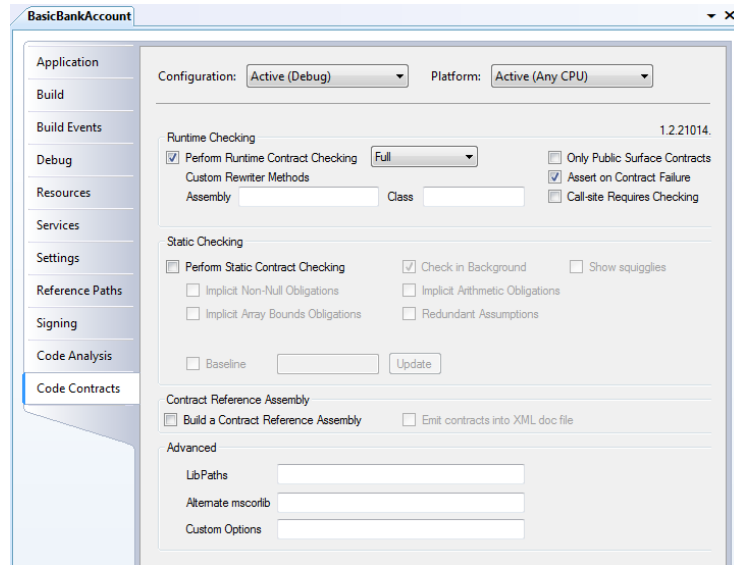 BasicBankAccount
Application
Build
Build Events
Debug
Resources
Services
Settings
Reference Paths
Signing
Code Analysis
Code Contracts
Configuration: Active (Debug) Platform: Active (Any CPU)
1.2.21014.
Runtime Checking
Perform Runtime Contract Checking Full Only Public Surface Contracts
Custom Rewriter Methods Assert on Contract Failure
Assembly Class Call-site Requires Checking
Static Checking
Perform Static Contract Checking Check in Background Show squigglies
Implicit Non-Null Obligations Implicit Arithmetic Obligations
Implicit Array Bounds Obligations Redundant Assumptions
Baseline Update
Contract Reference Assembly
Build a Contract Reference Assembly Emit contracts into XML doc file
Advanced
LibPaths
Alternate mscorlib
Custom Options